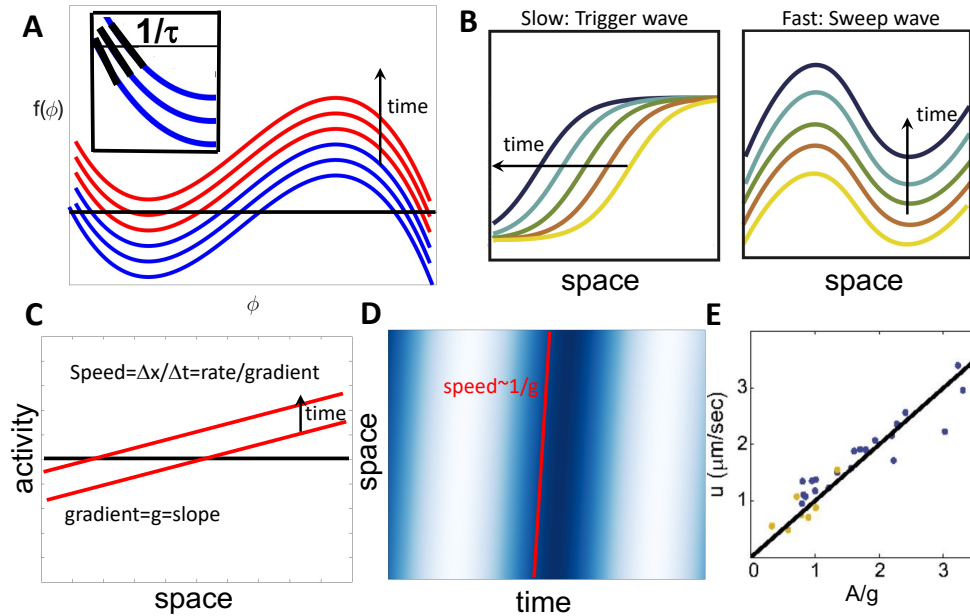 A
1/τ
f(ϕ)
time
ϕ
B
Slow: Trigger wave
Fast: Sweep wave
time
time
space
space
C
Speed=Δx/Δt=rate/gradient
time
activity
gradient=g=slope
space
D
speed~1/g
space
time
E
u (μm/sec)
3
2
1
0
1
2
3
A/g